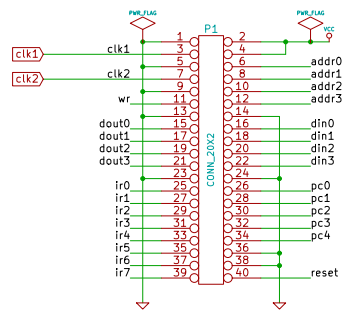 PWR_FLAG PWR_FLAG
P1 VCC
1 2
clk1 clk1 3 4
5 6 addr0
clk2 clk2 7 8 addr1
9 10 addr2
wr 11 12 addr3
13 14
dout0 15 16 din0
dout1 17 18 din1
dout2 19 20 din2
dout3 21 22 din3
23 24
ir0 25 26 pc0
ir1 27 28 pc1
ir2 29 30 pc2
ir3 31 32 pc3
ir4 33 34 pc4
ir5 35 36
ir6 37 38
ir7 39 40 reset
CONN_20X2